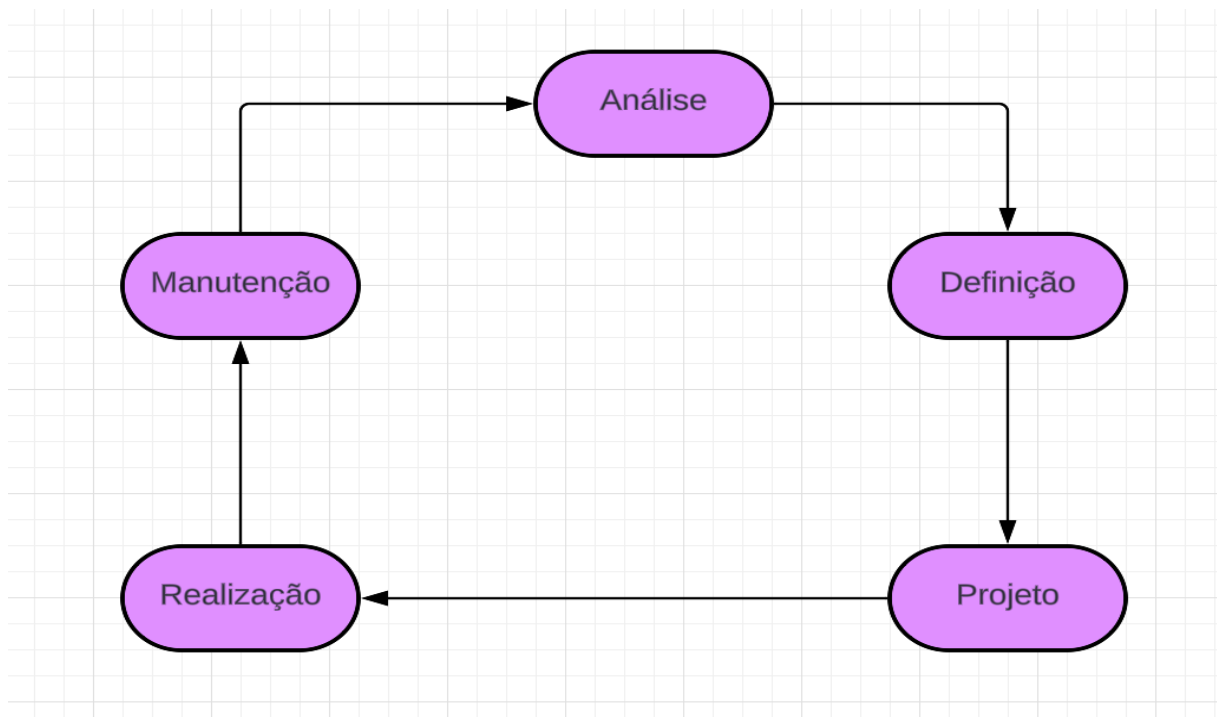 Análise
Manutenção
Definição
Realização
Projeto